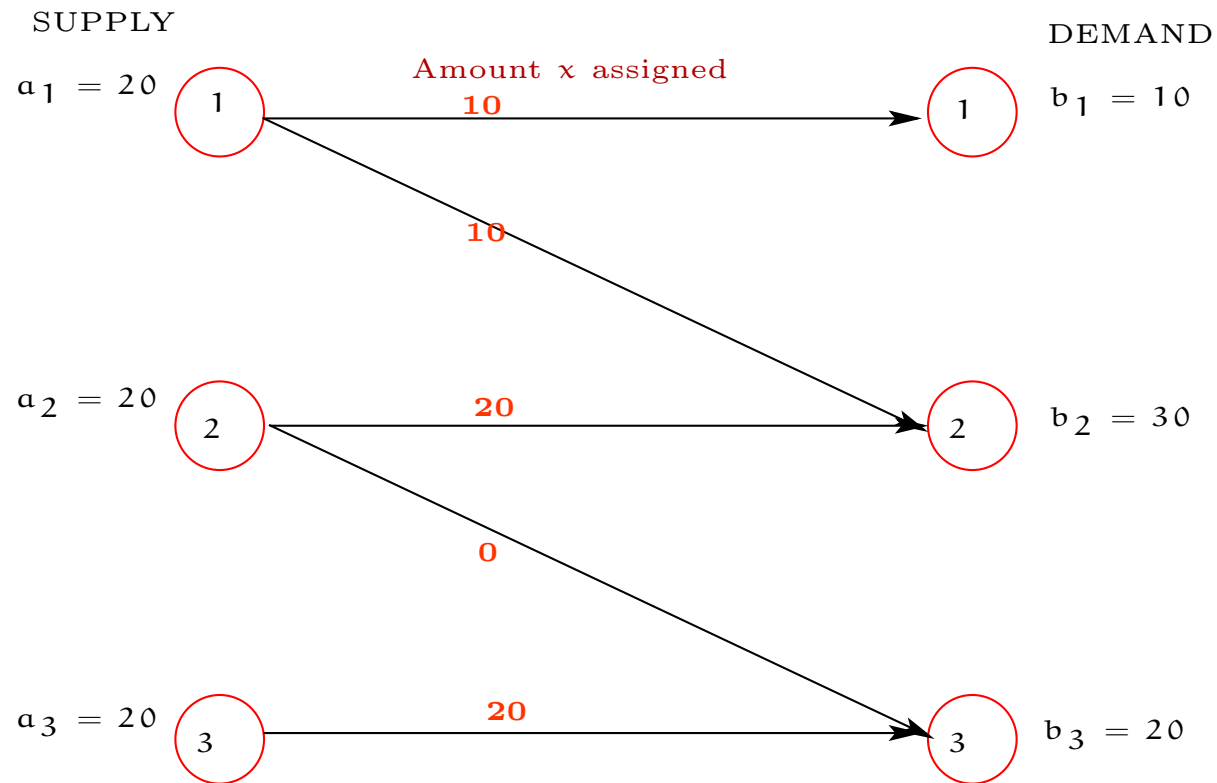 SUPPLY
DEMAND
a1 = 20
1
Amount x assigned
10
1
b1 = 10
10
a2 = 20
2
20
2
b2 = 30
0
a3 = 20
3
20
3
b3 = 20